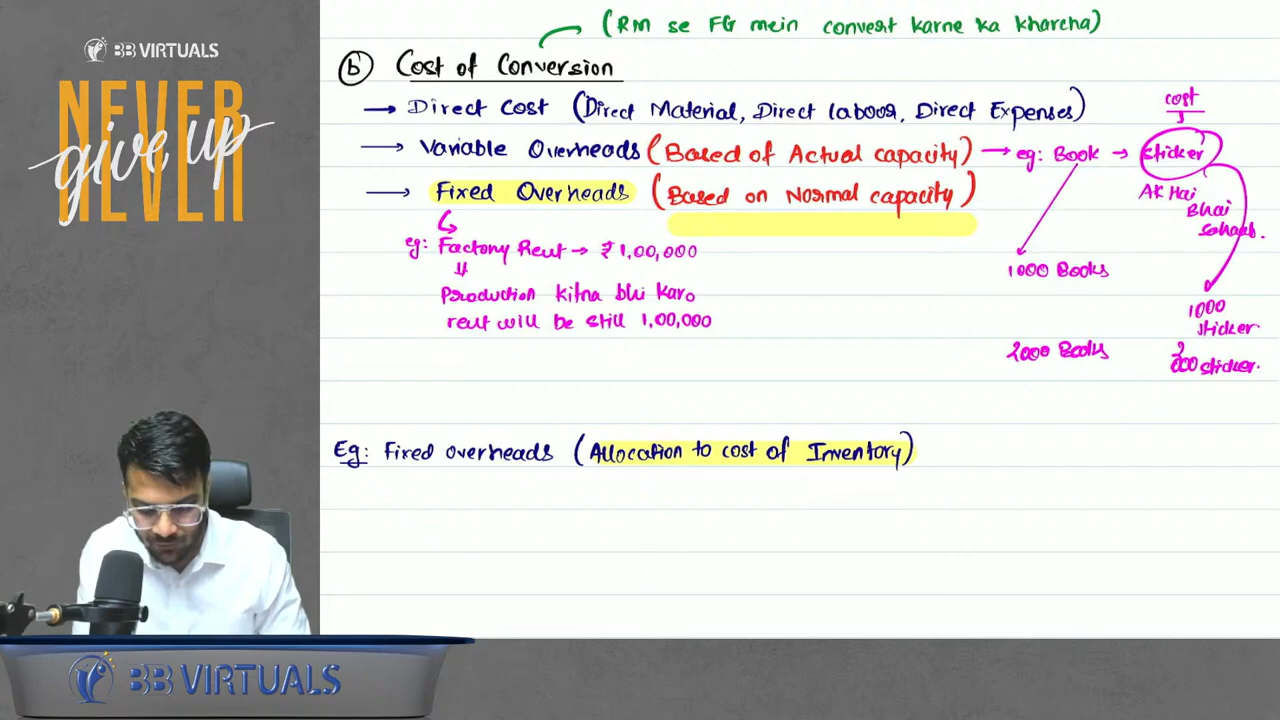 BB VIRTUALS
NEVER
give up
NEVER
(RM se FG mein convert karne ka kharcha)
(b) Cost of Conversion
→ Direct Cost (Direct Material, Direct labour, Direct Expenses)
→ Variable Overheads (Based of Actual capacity) → eg: Book → Sticker
cost
AK Hai
Bhai
Sahaab.
→ Fixed Overheads (Based on Normal capacity)
eg: Factory Rent → ₹1,00,000
Production kitna bhi karo
rent will be still 1,00,000
1000 Books
1000
sticker
2000 Books
2000 sticker.
Eg: Fixed overheads (Allocation to cost of Inventory)
BB VIRTUALS